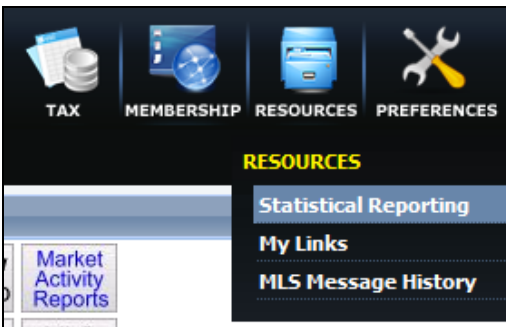 TAX MEMBERSHIP RESOURCES PREFERENCES
RESOURCES
Statistical Reporting
My Links
MLS Message History
Market
Activity
Reports